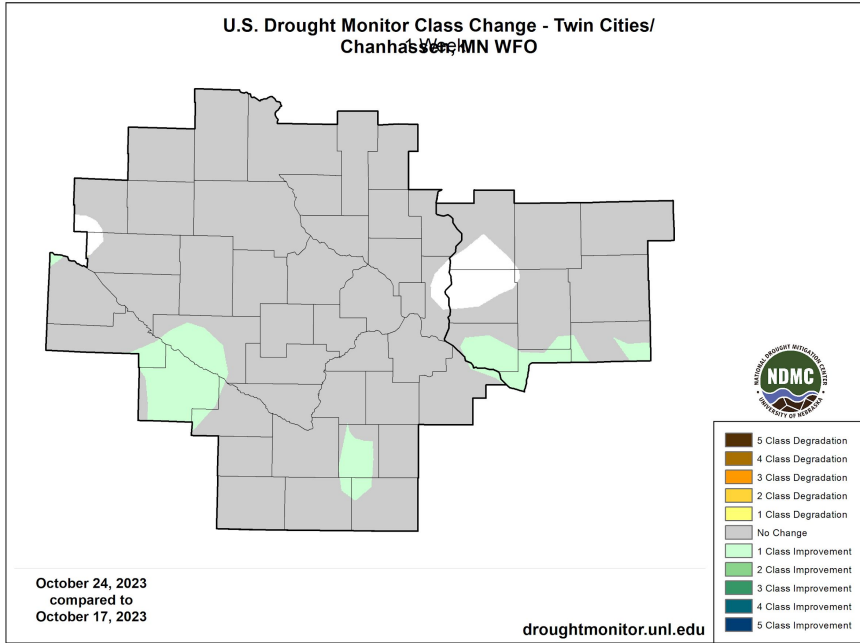 U.S. Drought Monitor Class Change - Twin Cities/
Chanhassen, MN WFO
1 Week
NATIONAL DROUGHT MITIGATION CENTER
NDMC
UNIVERSITY OF NEBRASKA
5 Class Degradation
4 Class Degradation
3 Class Degradation
2 Class Degradation
1 Class Degradation
No Change
1 Class Improvement
2 Class Improvement
3 Class Improvement
4 Class Improvement
5 Class Improvement
October 24, 2023
compared to
October 17, 2023
droughtmonitor.unl.edu